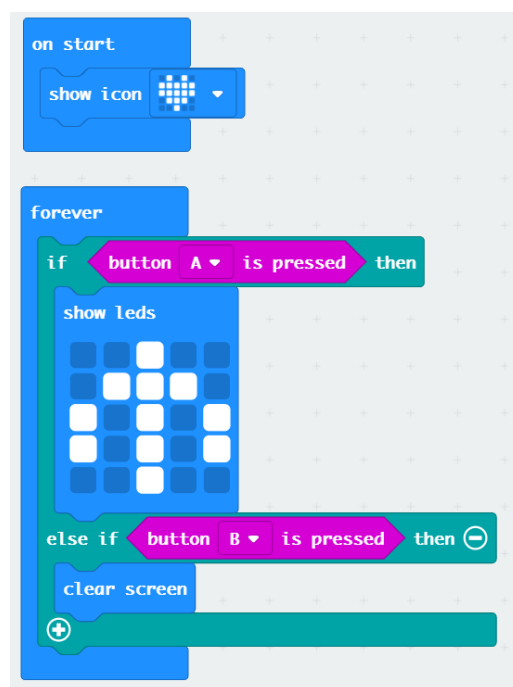 on start
show icon
forever
if button A is pressed then
show leds
else if button B is pressed then
clear screen